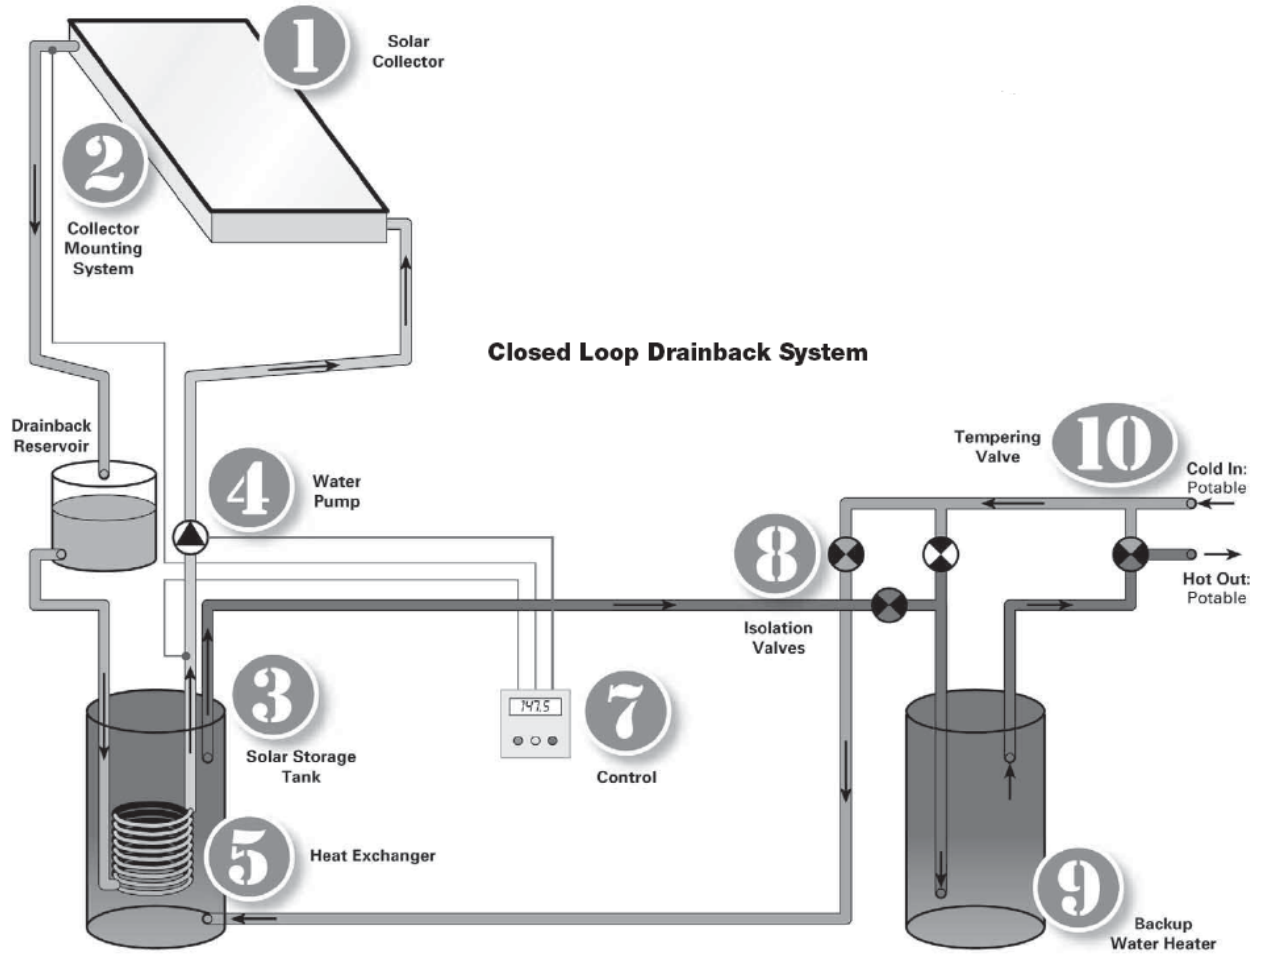 1
Solar
Collector
2
Collector
Mounting
System
Closed Loop Drainback System
Drainback
Reservoir
4
Water
Pump
10
Tempering
Valve
Cold In:
Potable
8
Hot Out:
Potable
Isolation
Valves
3
Solar Storage
Tank
147.5
7
Control
5
Heat Exchanger
9
Backup
Water Heater